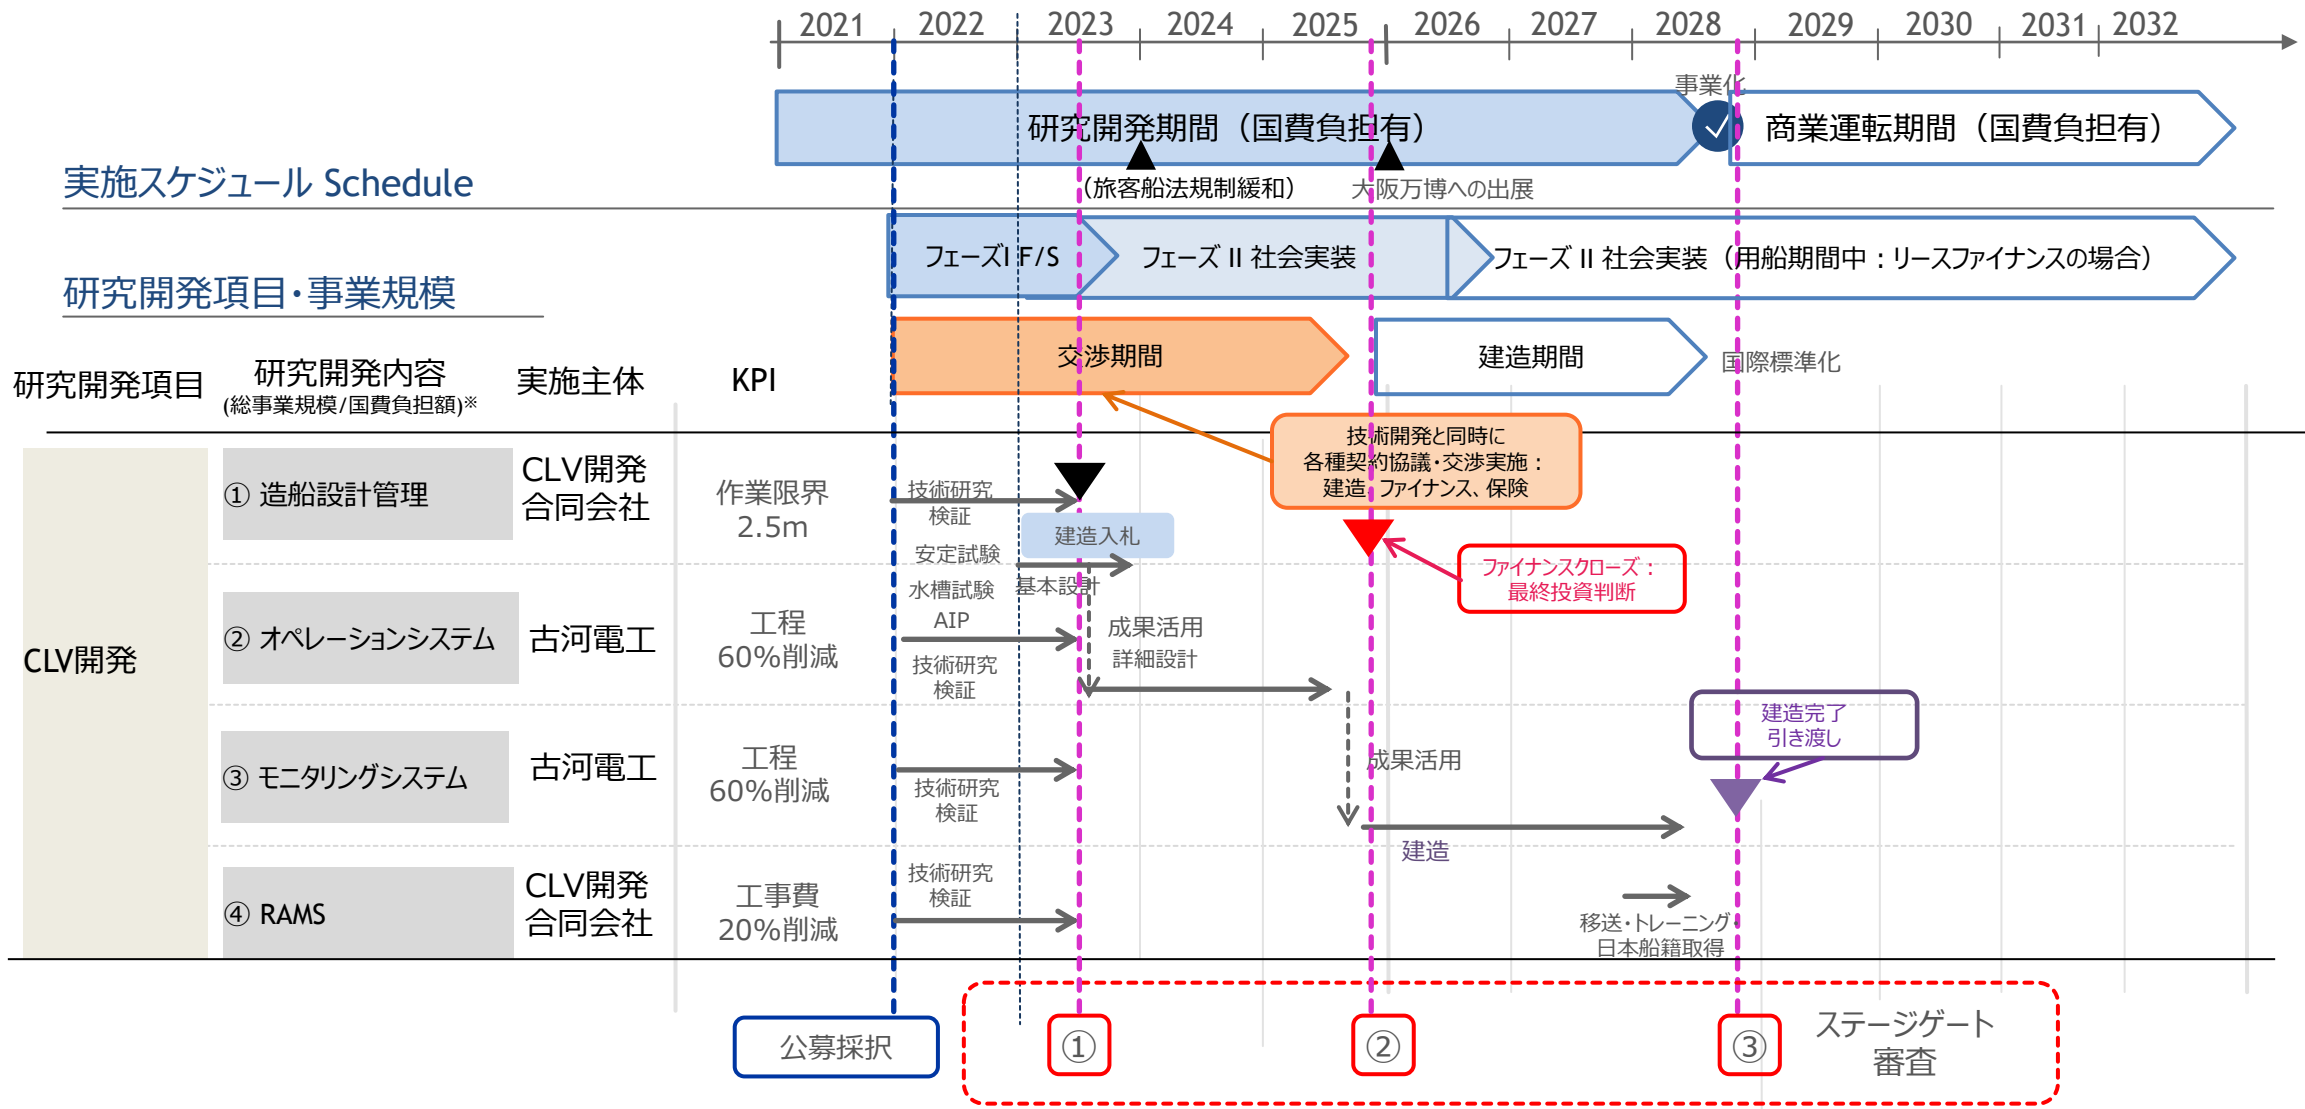 2021 2022 2023 2024 2025 2026 2027 2028 2029 2030 2031 2032
事業化
研究開発期間（国費負担有）
商業運転期間（国費負担有）
実施スケジュール Schedule
（旅客船法規制緩和）
大阪万博への出展
フェーズI F/S
フェーズ II 社会実装
フェーズ II 社会実装（用船期間中：リースファイナンスの場合）
研究開発項目・事業規模
交渉期間
建造期間
国際標準化
研究開発項目
研究開発内容
(総事業規模/国費負担額)※
実施主体
KPI
技術開発と同時に
各種契約協議・交渉実施：
建造、ファイナンス、保険
CLV開発
① 造船設計管理
CLV開発
合同会社
作業限界
2.5m
技術研究
検証
建造入札
安定試験
基本設計
水槽試験
AIP
ファイナンスクローズ：
最終投資判断
② オペレーションシステム
古河電工
工程
60%削減
技術研究
検証
成果活用
詳細設計
③ モニタリングシステム
古河電工
工程
60%削減
技術研究
検証
成果活用
建造完了
引き渡し
建造
④ RAMS
CLV開発
合同会社
工事費
20%削減
技術研究
検証
移送・トレーニング・
日本船籍取得
公募採択
①
②
③
ステージゲート
審査